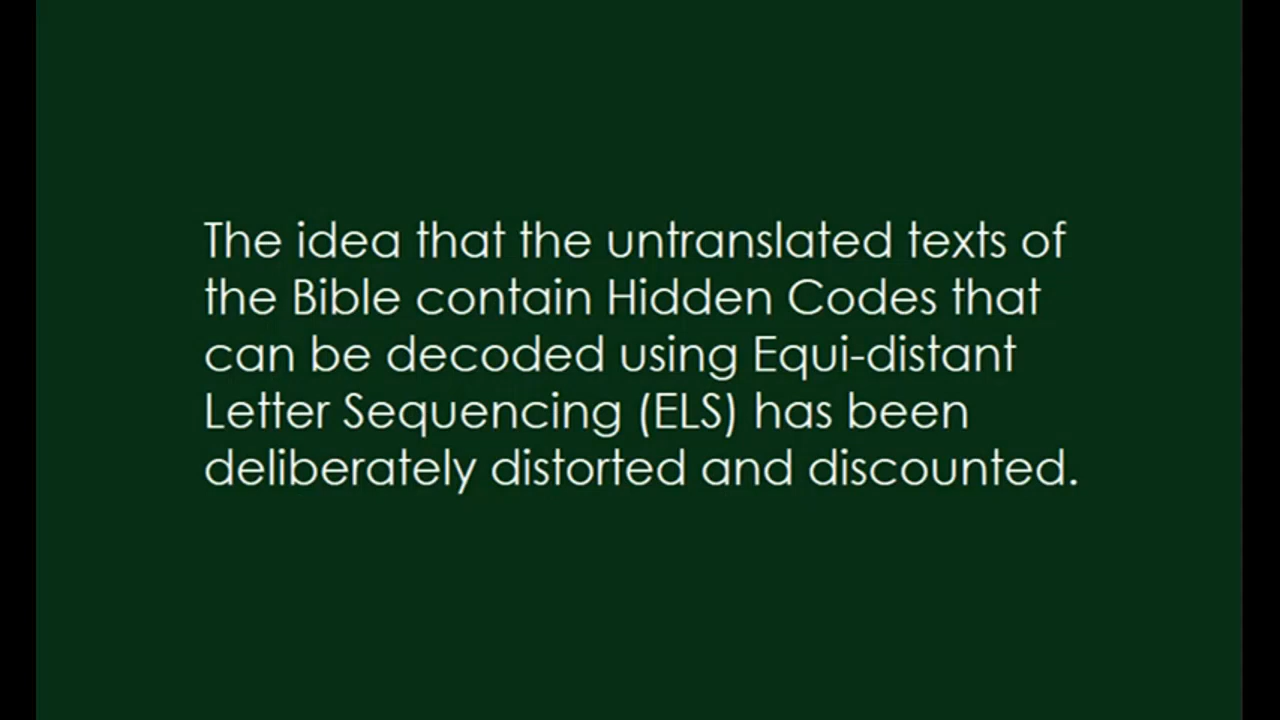 The idea that the untranslated texts of
the Bible contain Hidden Codes that
can be decoded using Equi-distant
Letter Sequencing (ELS) has been
deliberately distorted and discounted.